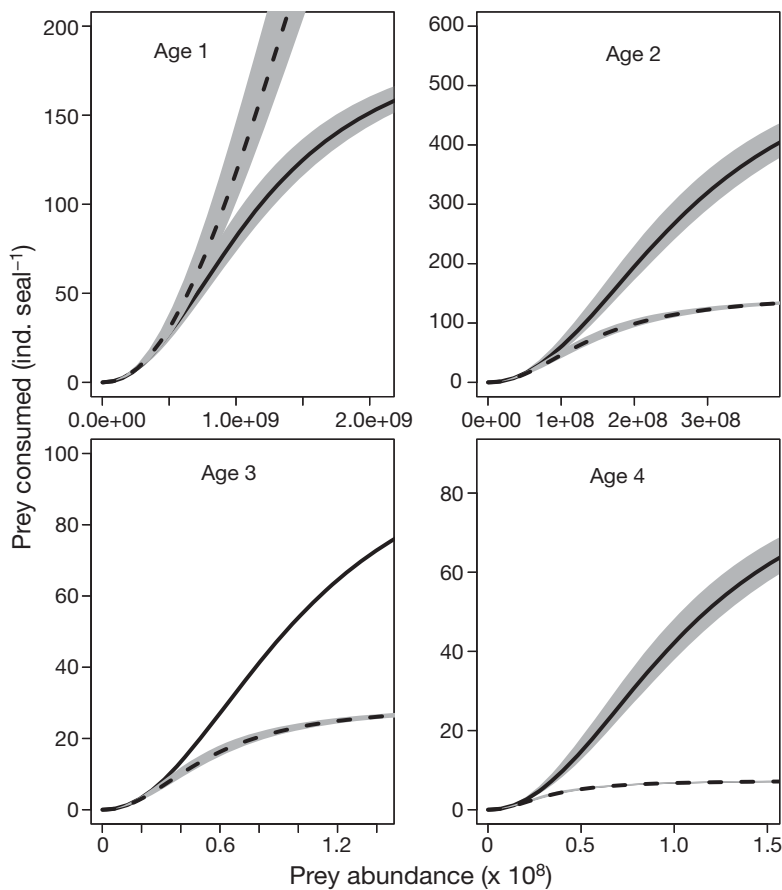 Prey consumed (ind. seal⁻¹)
Age 1
200
150
100
50
0
0.0e+00 1.0e+09 2.0e+09
Age 2
600
500
400
300
200
100
0
0e+00 1e+08 2e+08 3e+08
Age 3
100
80
60
40
20
0
0 0.6 1.2
Age 4
80
60
40
20
0
0 0.5 1.0 1.5
Prey abundance (x 10⁸)